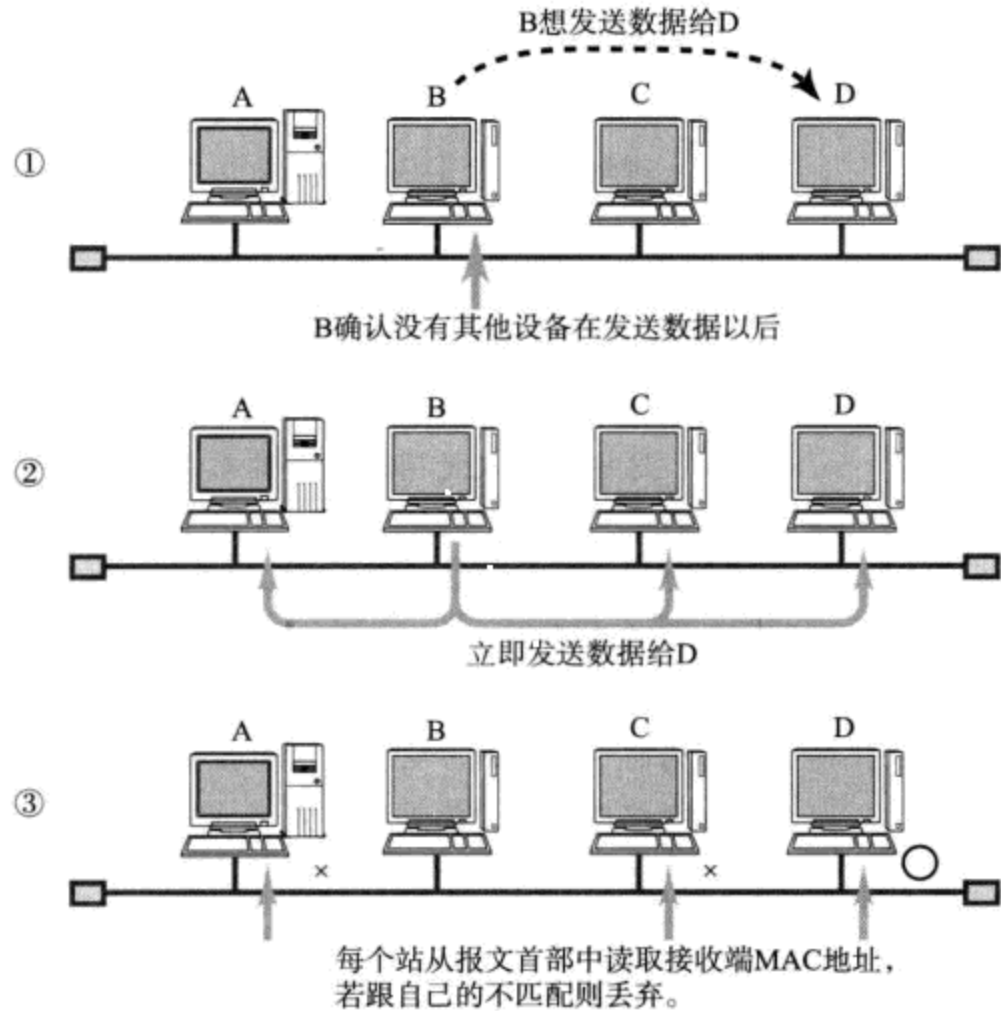 B想发送数据给D
A B C D
①
B确认没有其他设备在发送数据以后
A B C D
②
立即发送数据给D
A B C D
③
× × ○
每个站从报文首部中读取接收端MAC地址，
若跟自己的不匹配则丢弃。